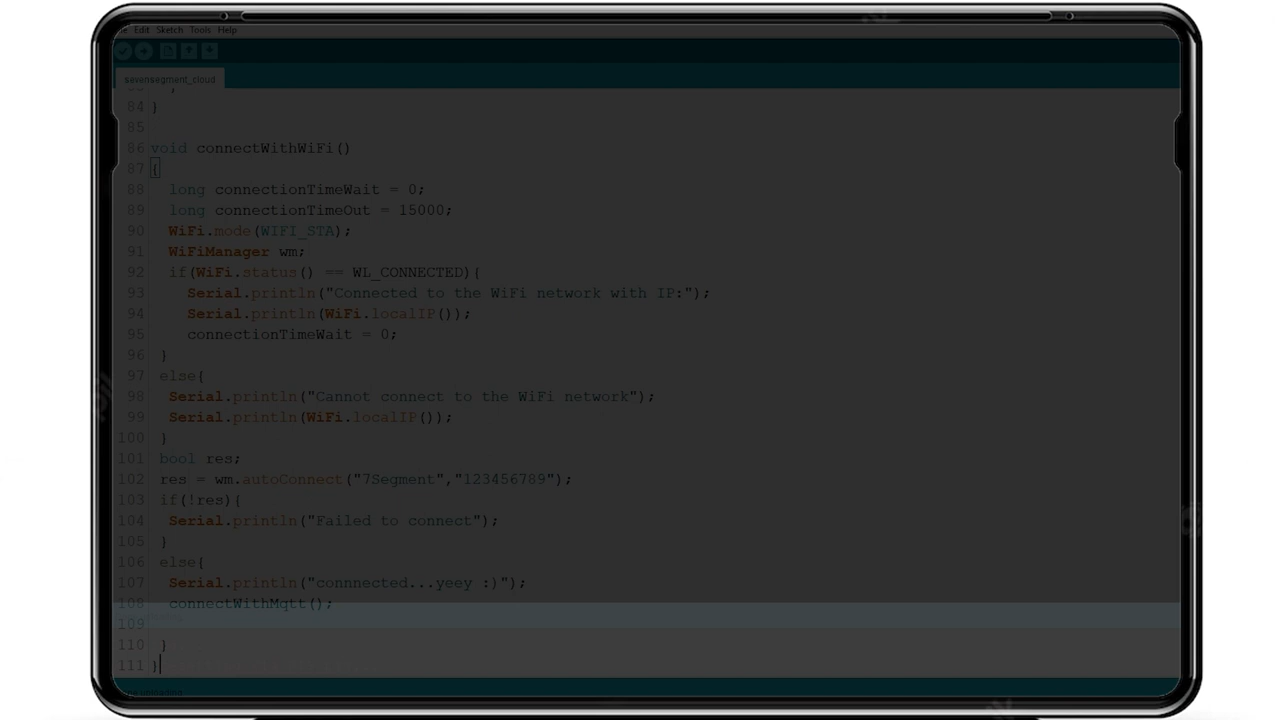 Edit Sketch Tools Help
sevensegment_cloud
84 }
85
86 void connectWithWiFi()
87 {
88 long connectionTimeWait = 0;
89 long connectionTimeOut = 15000;
90 WiFi.mode(WIFI_STA);
91 WiFiManager wm;
92 if(WiFi.status() == WL_CONNECTED){
93 Serial.println("Connected to the WiFi network with IP:");
94 Serial.println(WiFi.localIP());
95 connectionTimeWait = 0;
96 }
97 else{
98 Serial.println("Cannot connect to the WiFi network");
99 Serial.println(WiFi.localIP());
100 }
101 bool res;
102 res = wm.autoConnect("7Segment","123456789");
103 if(!res){
104 Serial.println("Failed to connect");
105 }
106 else{
107 Serial.println("connnected...yeey :)");
108 connectWithMqtt();
109
110 }
111 }
uploading